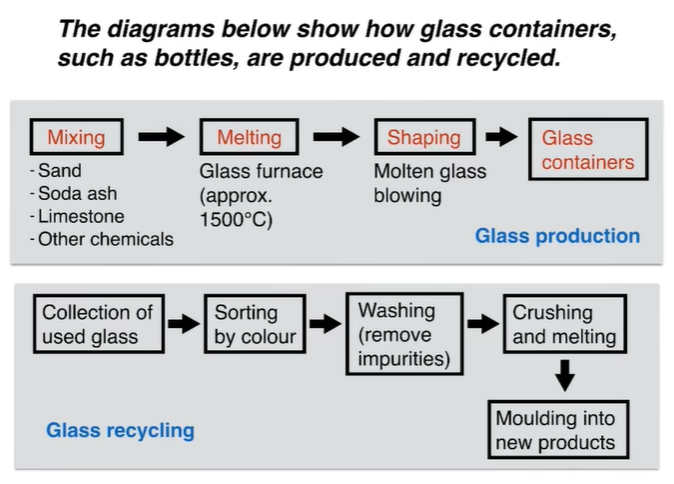 The diagrams below show how glass containers,
such as bottles, are produced and recycled.
Mixing
- Sand
- Soda ash
- Limestone
- Other chemicals
Melting
Glass furnace
(approx.
1500°C)
Shaping
Molten glass
blowing
Glass
containers
Glass production
Collection of
used glass
Sorting
by colour
Washing
(remove
impurities)
Crushing
and melting
Moulding into
new products
Glass recycling